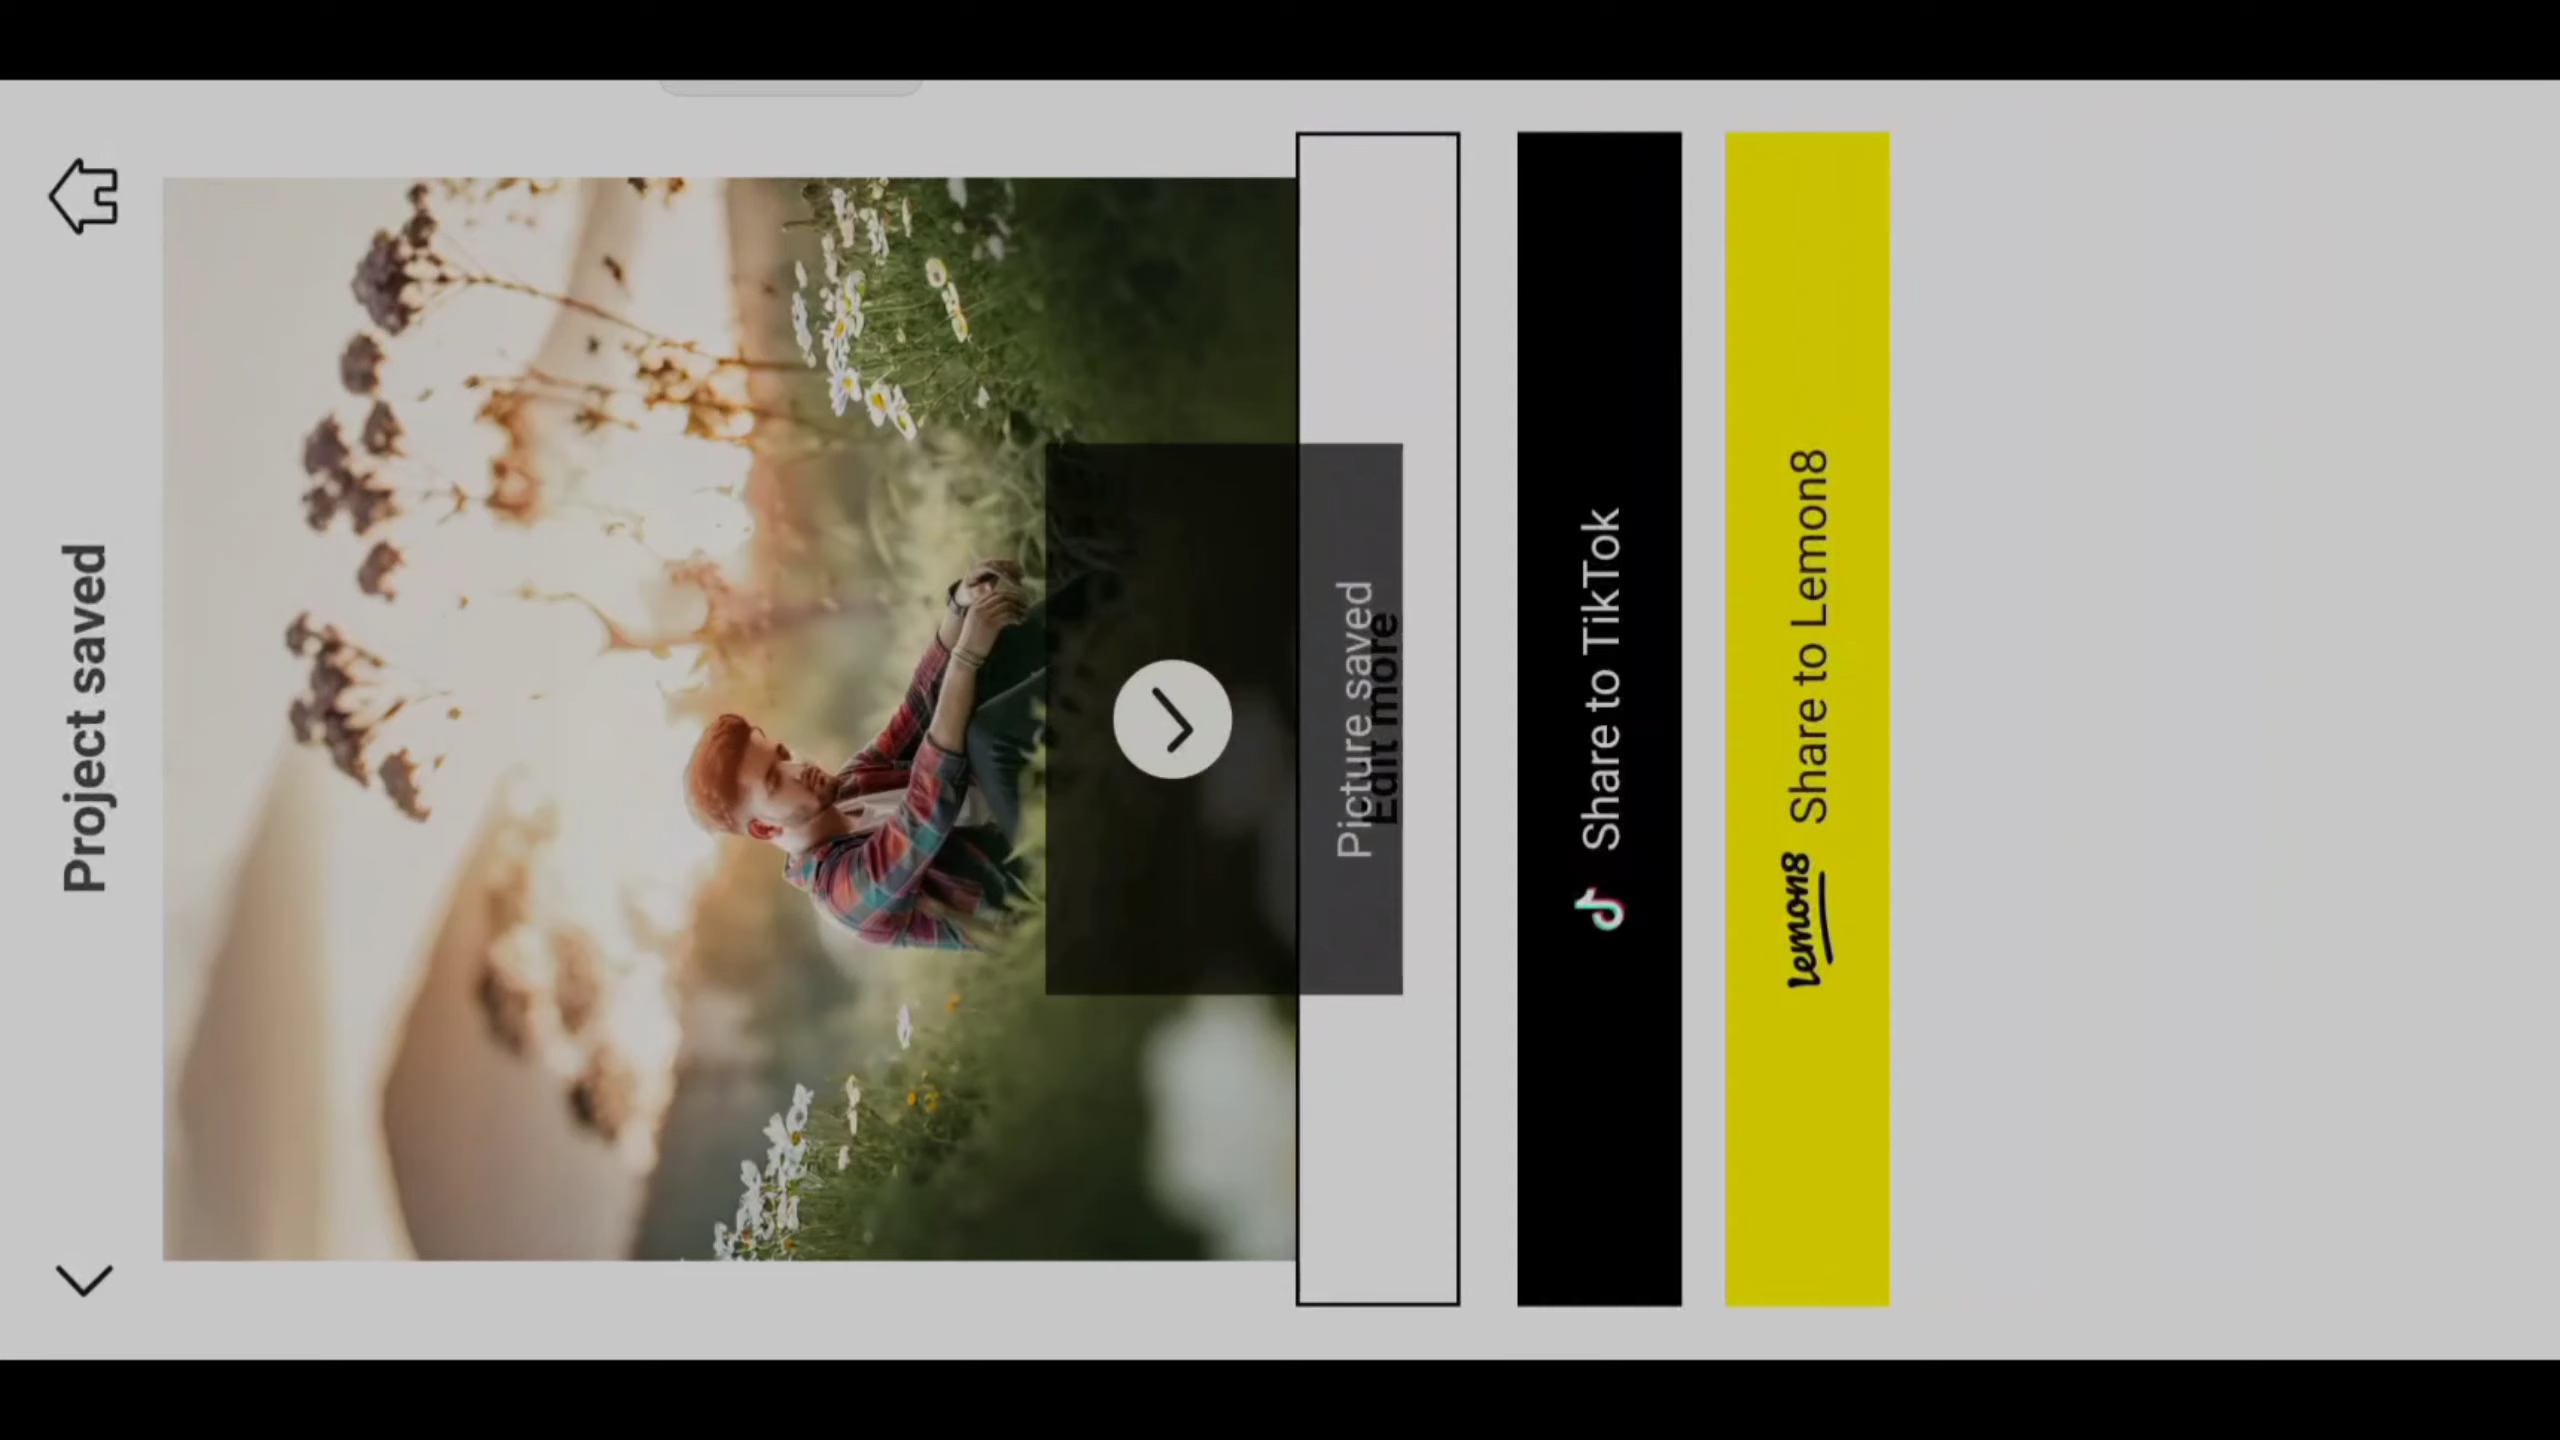 Project saved
Picture saved
Edit more
Share to TikTok
lemon8 Share to Lemon8